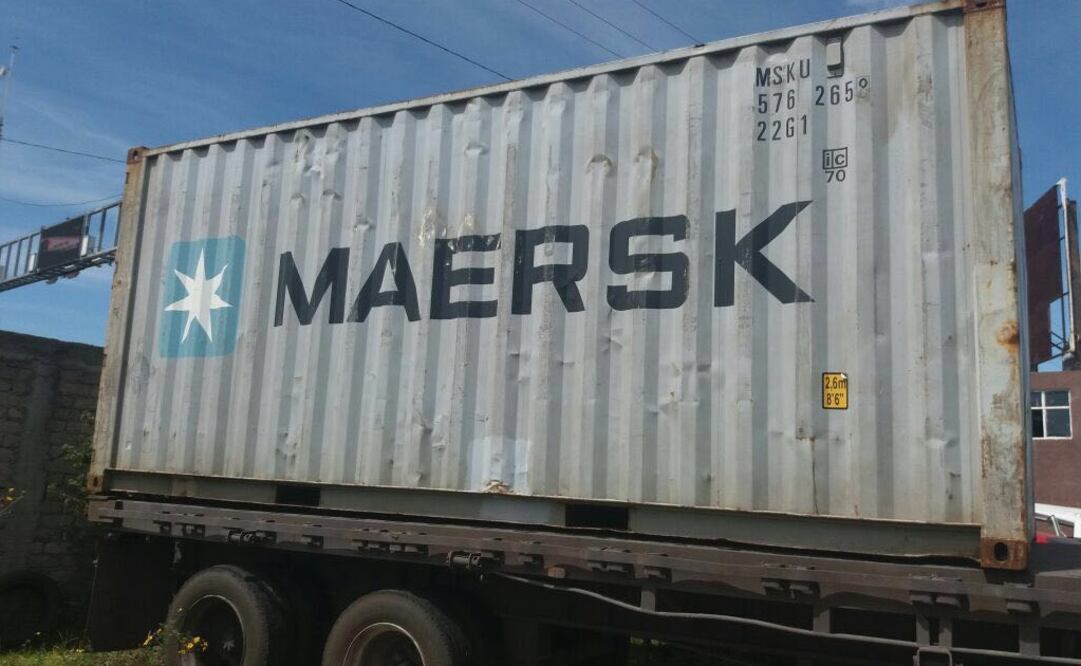 MSKU
576 265
22G1
ic
70
MAERSK
2,6m
8'6"